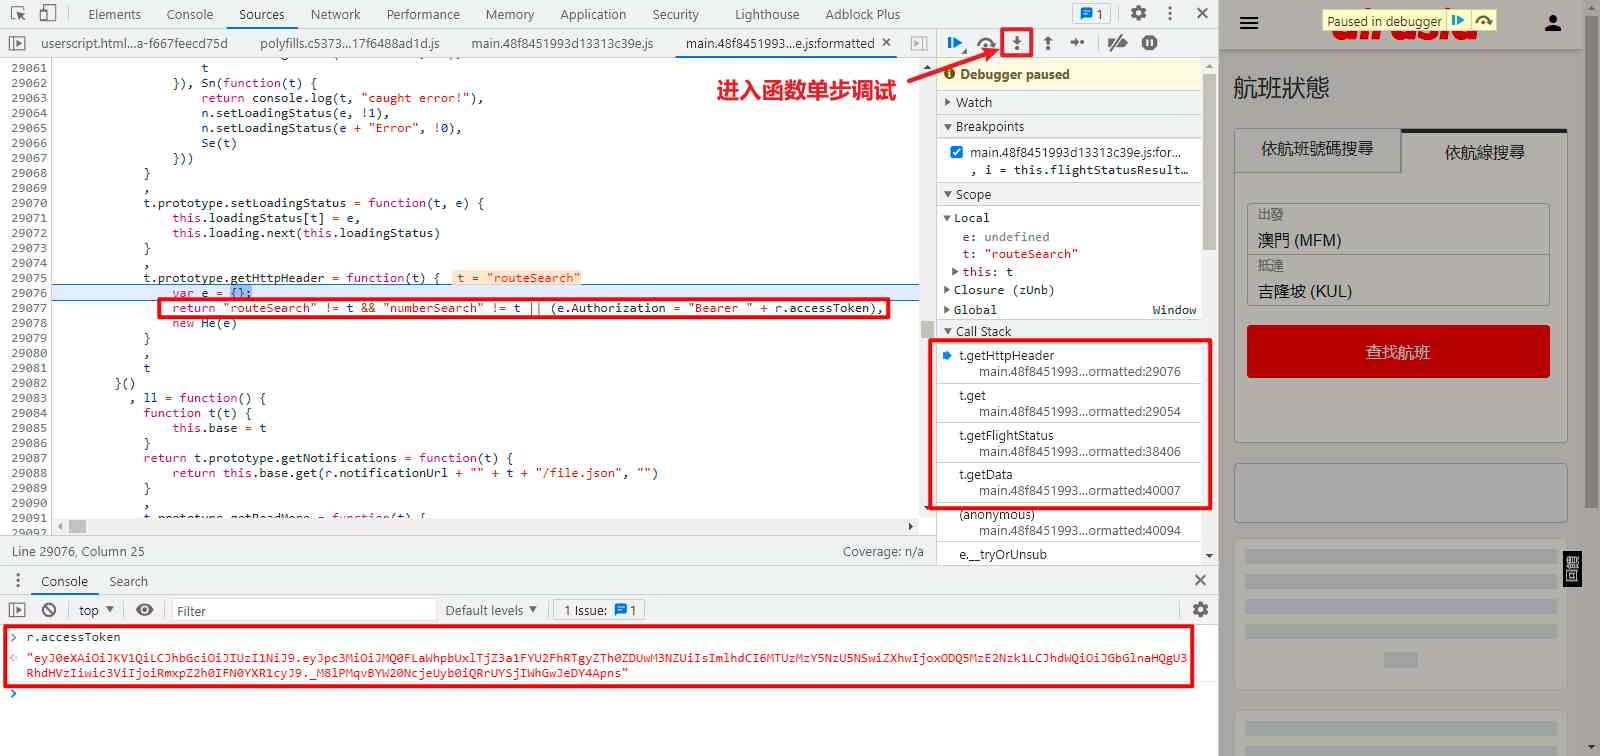 Elements Console Sources Network Performance Memory Application Security Lighthouse Adblock Plus 1
userscript.html...a-f667feecd75d polyfills.c5373...17f6488ad1d.js main.48f8451993d13313c39e.js main.48f8451993...e.js:formatted
29061 t
29062 }), Sn(function(t) {
29063 return console.log(t, "caught error!"),
29064 n.setLoadingStatus(e, !1),
29065 n.setLoadingStatus(e + "Error", !0),
29066 Se(t)
29067 }))
29068 }
29069 ,
29070 t.prototype.setLoadingStatus = function(t, e) {
29071 this.loadingStatus[t] = e,
29072 this.loading.next(this.loadingStatus)
29073 }
29074 ,
29075 t.prototype.getHttpHeader = function(t) { t = "routeSearch"
29076 var e = {};
29077 return "routeSearch" != t && "numberSearch" != t || (e.Authorization = "Bearer " + r.accessToken),
29078 new He(e)
29079 }
29080 ,
29081 t
29082 }()
29083 , ll = function() {
29084 function t(t) {
29085 this.base = t
29086 }
29087 return t.prototype.getNotifications = function(t) {
29088 return this.base.get(r.notificationUrl + "" + t + "/file.json", "")
29089 }
29090 ,
29091 t.prototype.getReadMore = function(t) {
29092
进入函数单步调试
Line 29076, Column 25 Coverage: n/a
Debugger paused
Watch
Breakpoints
main.48f8451993d13313c39e.js:for...
, i = this.flightStatusResult...
Scope
Local
e: undefined
t: "routeSearch"
this: t
Closure (zUnb)
Global Window
Call Stack
t.getHttpHeader
main.48f8451993...ormatted:29076
t.get
main.48f8451993...ormatted:29054
t.getFlightStatus
main.48f8451993...ormatted:38406
t.getData
main.48f8451993...ormatted:40007
(anonymous)
main.48f8451993...ormatted:40094
e.__tryOrUnsub
Console Search
top Filter Default levels 1 Issue: 1
r.accessToken
"eyJ0eXAiOiJKV1QiLCJhbGciOiJIUzI1NiJ9.eyJpc3MiOiJMQ0FLaWhpbUxlTjZ3a1FYU2FhRTgyZTh0ZDUwM3NZUiIsImlhdCI6MTUzMzY5NzU5NSwiZXhwIjoxODQ5MzE2Nzk1LCJhdWQiOiJGbGlnaHQgU3
RhdHVzIiwic3ViIjoiRmxpZ2h0IFN0YXR1cyJ9._M8lPMqvBYW20NcjeUyb0iQRrUYSjIWhGwJeDY4Apns"
Paused in debugger
airasia
航班狀態
依航班號碼搜尋 依航線搜尋
出發
澳門 (MFM)
抵達
吉隆坡 (KUL)
查找航班